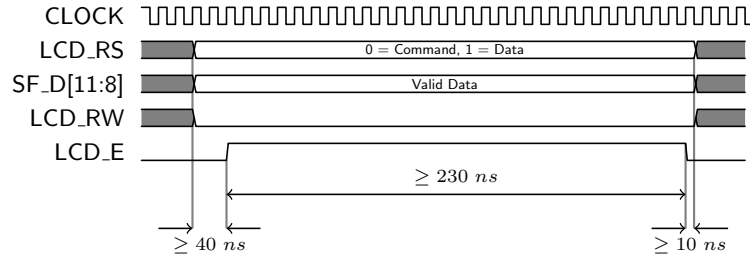 CLOCK
LCD_RS 0 = Command, 1 = Data
SF_D[11:8] Valid Data
LCD_RW
LCD_E
≥ 230 ns
≥ 40 ns ≥ 10 ns